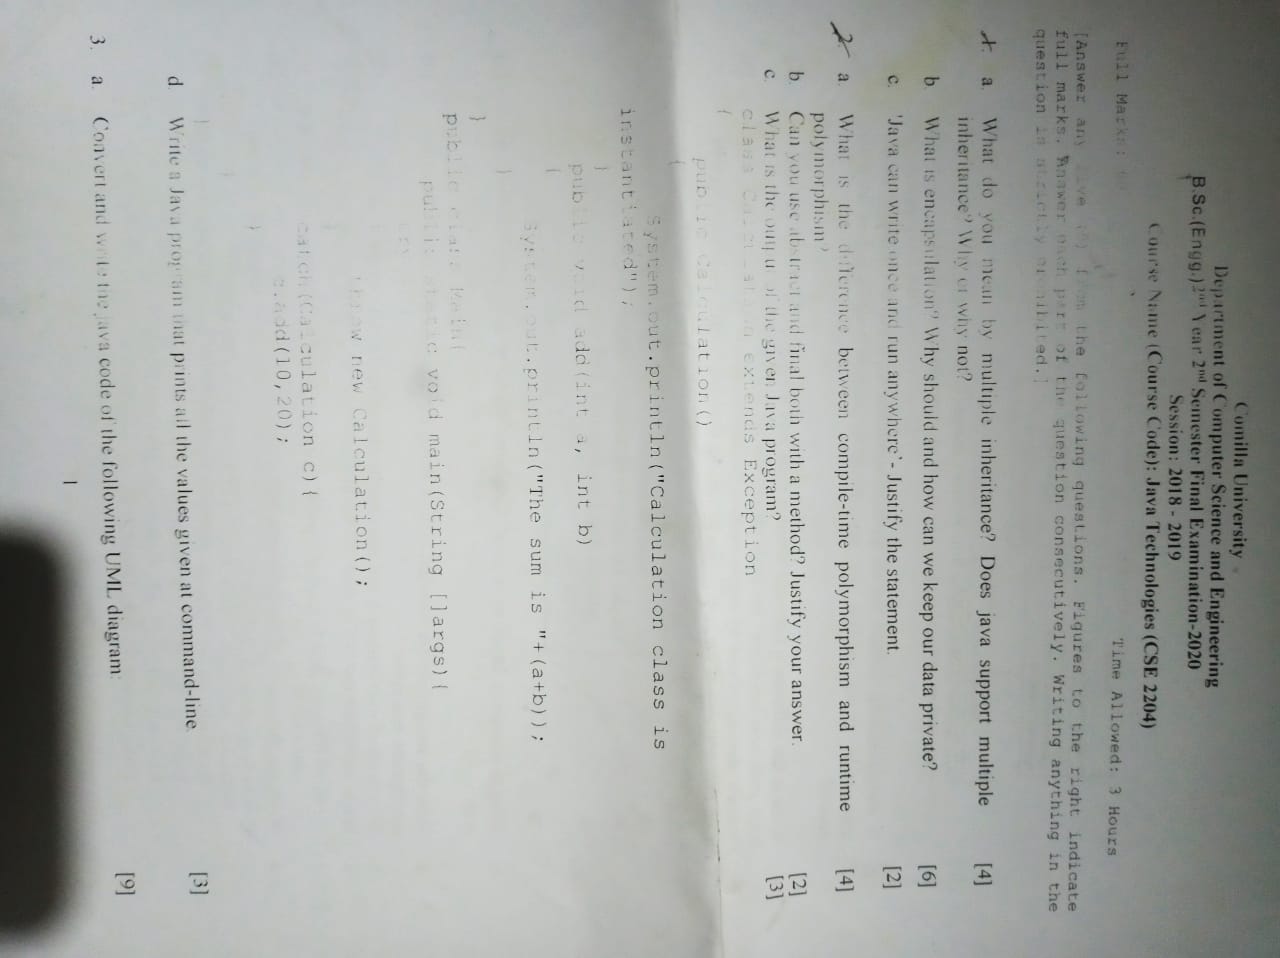 Comilla University
Department of Computer Science and Engineering
B.Sc.(Engg.)2nd Year 2nd Semester Final Examination-2020
Session: 2018 - 2019
Course Name (Course Code): Java Technologies (CSE 2204)
Full Marks: Time Allowed: 3 Hours
[Answer any five from the following questions. Figures to the right indicate
full marks. Answer each part of the question consecutively. Writing anything in the
question is strictly prohibited.]
1. a. What do you mean by multiple inheritance? Does java support multiple [4]
inheritance? Why or why not?
b. What is encapsulation? Why should and how can we keep our data private? [6]
c. 'Java can write once and run anywhere' - Justify the statement. [2]
2. a. What is the difference between compile-time polymorphism and runtime [4]
polymorphism?
b. Can you use abstract and final both with a method? Justify your answer. [2]
c. What is the output of the given Java program? [3]
class Calculation extends Exception
{
public Calculation()
{
System.out.println("Calculation class is
instantiated");
}
public void add(int a, int b)
{
System.out.println("The sum is "+(a+b));
}
}
public class Main{
public static void main(String []args){
try{
throw new Calculation();
}
catch(Calculation c){
c.add(10,20);
}
}
}
d. Write a Java program that prints all the values given at command-line. [3]
3. a. Convert and write the java code of the following UML diagram: [9]
1